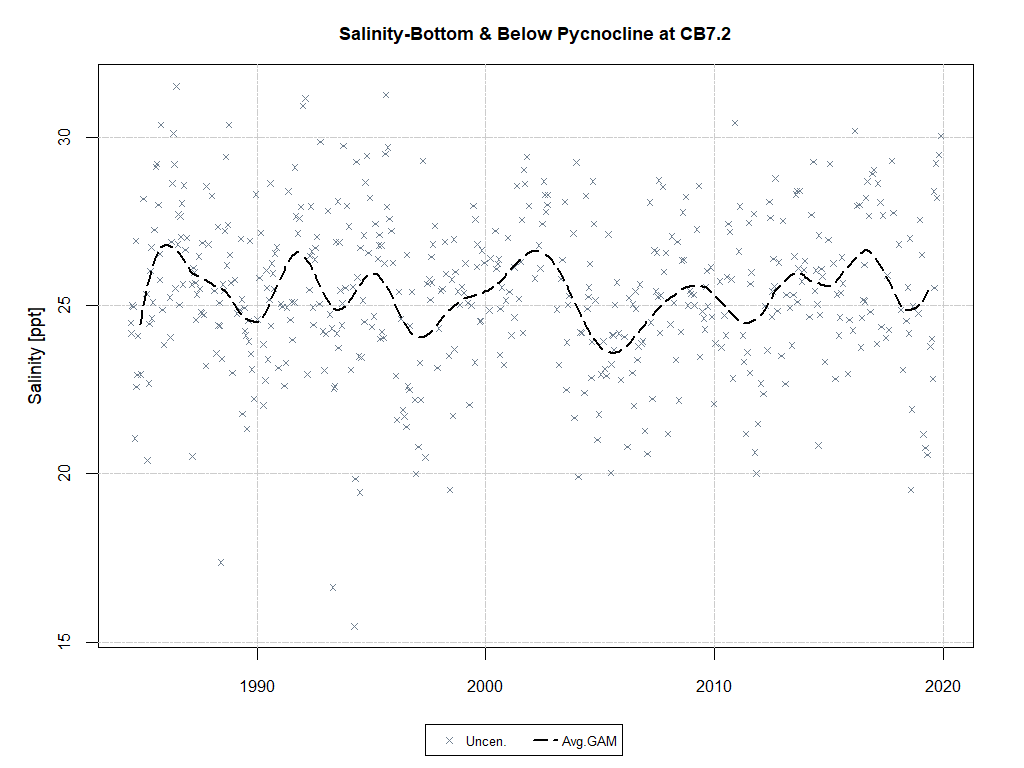 Salinity-Bottom & Below Pycnocline at CB7.2
30
25
20
15
Salinity [ppt]
1990 2000 2010 2020
Uncen. Avg.GAM